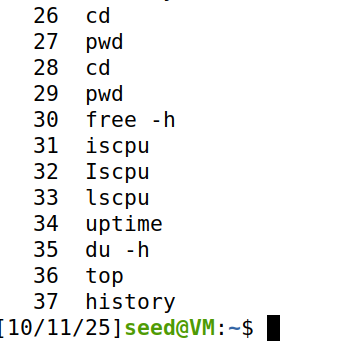 26 cd
27 pwd
28 cd
29 pwd
30 free -h
31 iscpu
32 Iscpu
33 lscpu
34 uptime
35 du -h
36 top
37 history
[10/11/25]seed@VM:~$